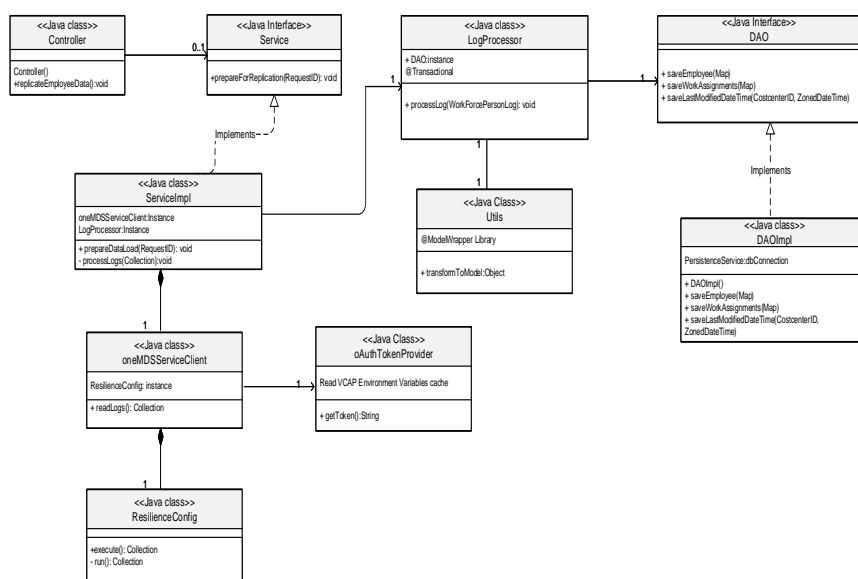 <<Java class>>
Controller
Controller()
+replicateEmployeeData():void
0..1
<<Java Interface>>
Service
+prepareForReplication(RequestID): void
Implements
<<Java class>>
LogProcessor
+ DAO:instance
@Transactional
+ processLog(WorkForcePersonLog): void
1
1
<<Java Interface>>
DAO
+ saveEmployee(Map)
+ saveWorkAssignments(Map)
+ saveLastModifiedDateTime(CostcenterID, ZonedDateTime)
Implements
<<Java class>>
ServiceImpl
oneMDSServiceClient:Instance
LogProcessor:Instance
+ prepareDataLoad(RequestID): void
- processLogs(Collection):void
1
1
<<Java Class>>
Utils
@ModelWrapper Library
+ transformToModel:Object
<<Java class>>
DAOImpl
PersistenceService:dbConnection
+ DAOImpl()
+ saveEmployee(Map)
+ saveWorkAssignments(Map)
+ saveLastModifiedDateTime(CostcenterID,
ZonedDateTime)
1
<<Java class>>
oneMDSServiceClient
ResilienceConfig: instance
+ readLogs(): Collection
1
<<Java Class>>
oAuthTokenProvider
Read VCAP Environment Variables cache
+ getToken():String
1
<<Java class>>
ResilienceConfig
+execute(): Collection
- run(): Collection